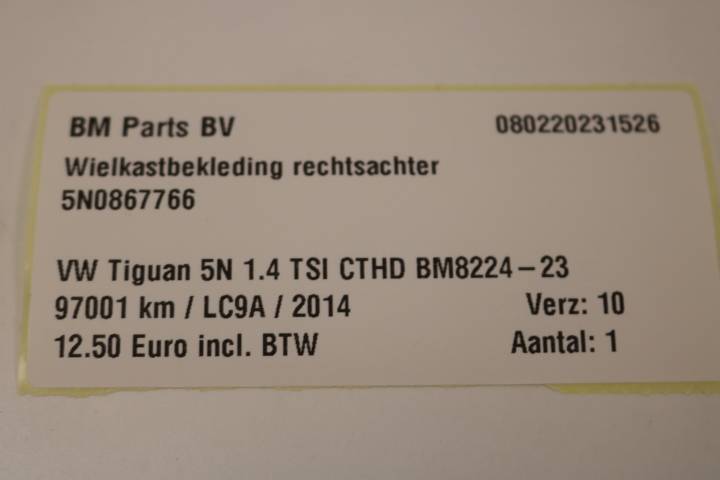 BM Parts BV 080220231526
Wielkastbekleding rechtsachter
5N0867766
VW Tiguan 5N 1.4 TSI CTHD BM8224-23
97001 km / LC9A / 2014 Verz: 10
12.50 Euro incl. BTW Aantal: 1